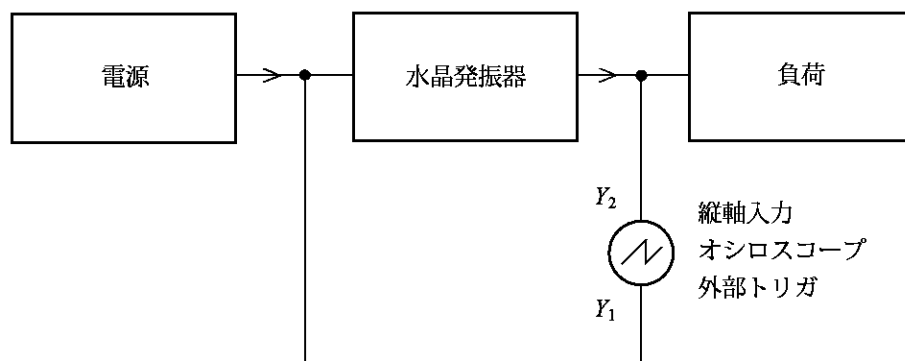 電源
水晶発振器
負荷
Y2
縦軸入力
オシロスコープ
外部トリガ
Y1